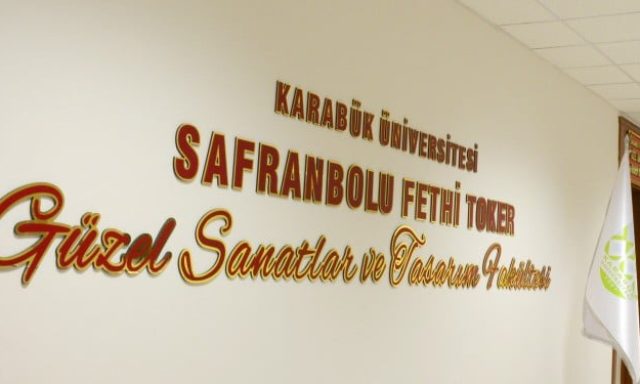 KARABÜK ÜNİVERSİTESİ
SAFRANBOLU FETHİ TOKER
Güzel Sanatlar ve Tasarım Fakültesi